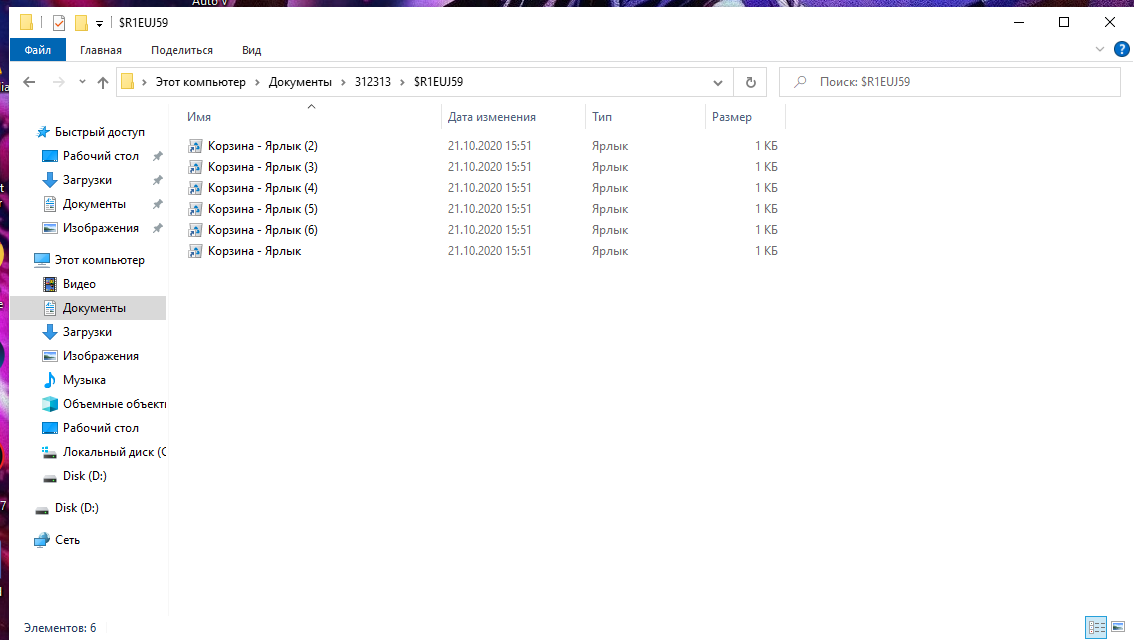 Auto V
$R1EUJ59
Файл Главная Поделиться Вид
Этот компьютер Документы 312313 $R1EUJ59 Поиск: $R1EUJ59
Имя Дата изменения Тип Размер
Корзина - Ярлык (2) 21.10.2020 15:51 Ярлык 1 КБ
Корзина - Ярлык (3) 21.10.2020 15:51 Ярлык 1 КБ
Корзина - Ярлык (4) 21.10.2020 15:51 Ярлык 1 КБ
Корзина - Ярлык (5) 21.10.2020 15:51 Ярлык 1 КБ
Корзина - Ярлык (6) 21.10.2020 15:51 Ярлык 1 КБ
Корзина - Ярлык 21.10.2020 15:51 Ярлык 1 КБ
Быстрый доступ
Рабочий стол
Загрузки
Документы
Изображения
Этот компьютер
Видео
Документы
Загрузки
Изображения
Музыка
Объемные объект
Рабочий стол
Локальный диск (C
Disk (D:)
Disk (D:)
Сеть
Элементов: 6